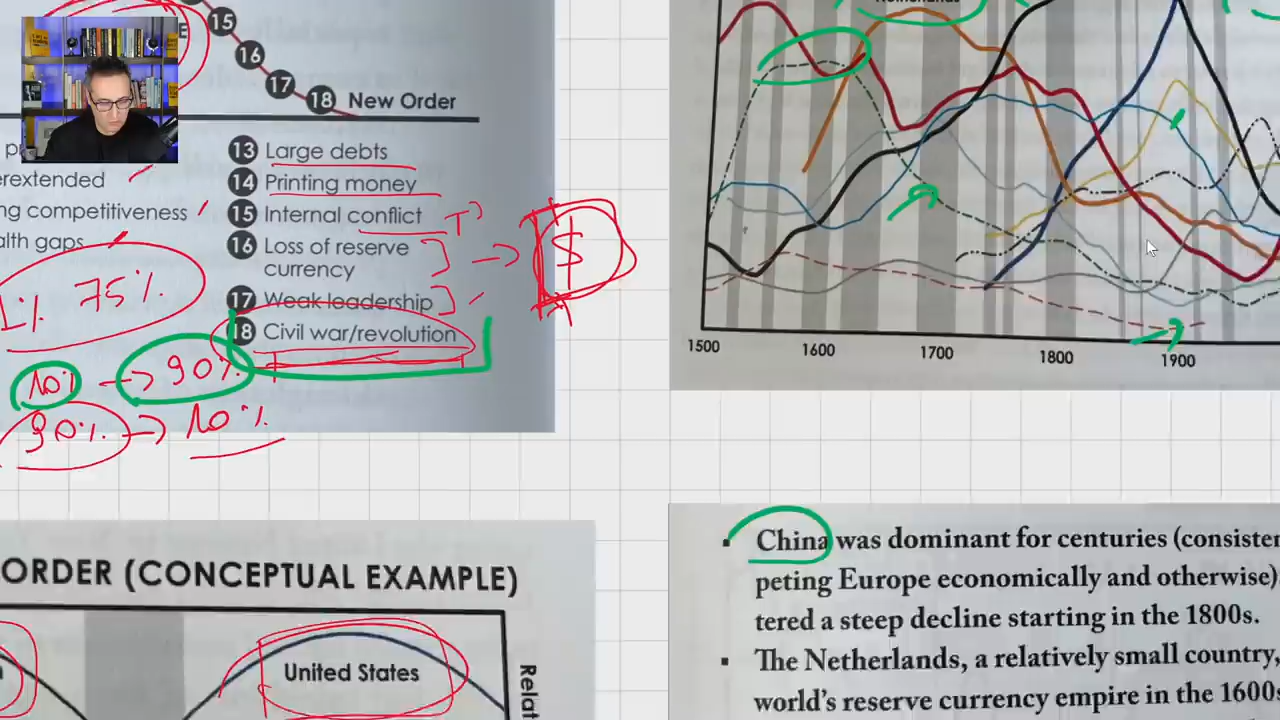 15
16
17
18 New Order
13 Large debts
14 Printing money
15 Internal conflict
16 Loss of reserve
currency
17 Weak leadership
18 Civil war/revolution
erextended
ng competitiveness
alth gaps
1% 75%
10% → 90%
90% → 10%
$
Netherlands
1500 1600 1700 1800 1900
ORDER (CONCEPTUAL EXAMPLE)
United States
Relat
▪ China was dominant for centuries (consisten
peting Europe economically and otherwise)
tered a steep decline starting in the 1800s.
▪ The Netherlands, a relatively small country,
world's reserve currency empire in the 1600s